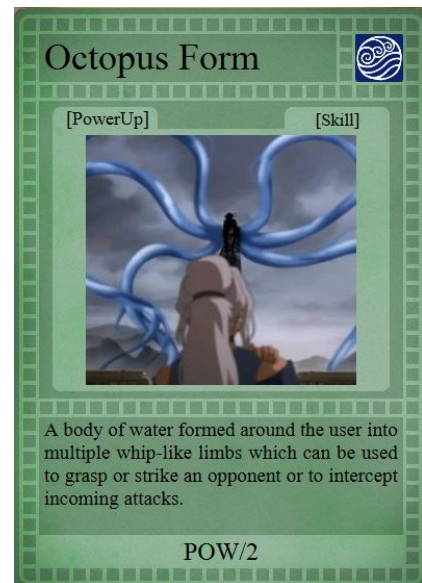 Octopus Form
[PowerUp] [Skill]
A body of water formed around the user into
multiple whip-like limbs which can be used
to grasp or strike an opponent or to intercept
incoming attacks.
POW/2